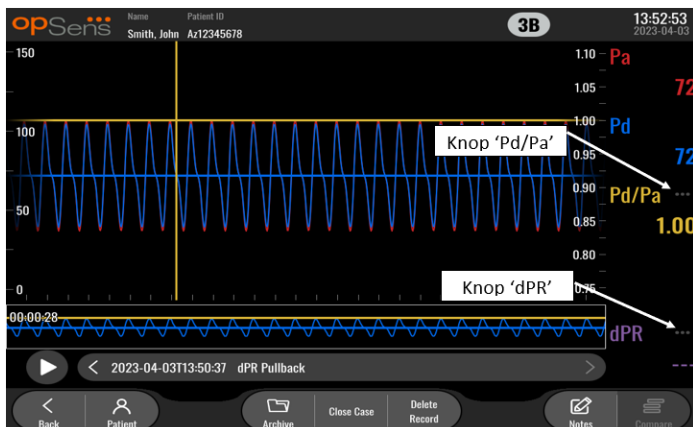 opSens
Name
Patient ID
Smith, John
Az12345678
3B
13:52:53
2023-04-03
150
100
50
0
1.10
1.05
1.00
0.95
0.90
0.85
0.80
0.75
Pa
72
Pd
72
Knop ‘Pd/Pa’
---
Pd/Pa
1.00
Knop ‘dPR’
dPR
---
---
00:00:28
< 2023-04-03T13:50:37 dPR Pullback >
Back
Patient
Archive
Close Case
Delete
Record
Notes
Compare